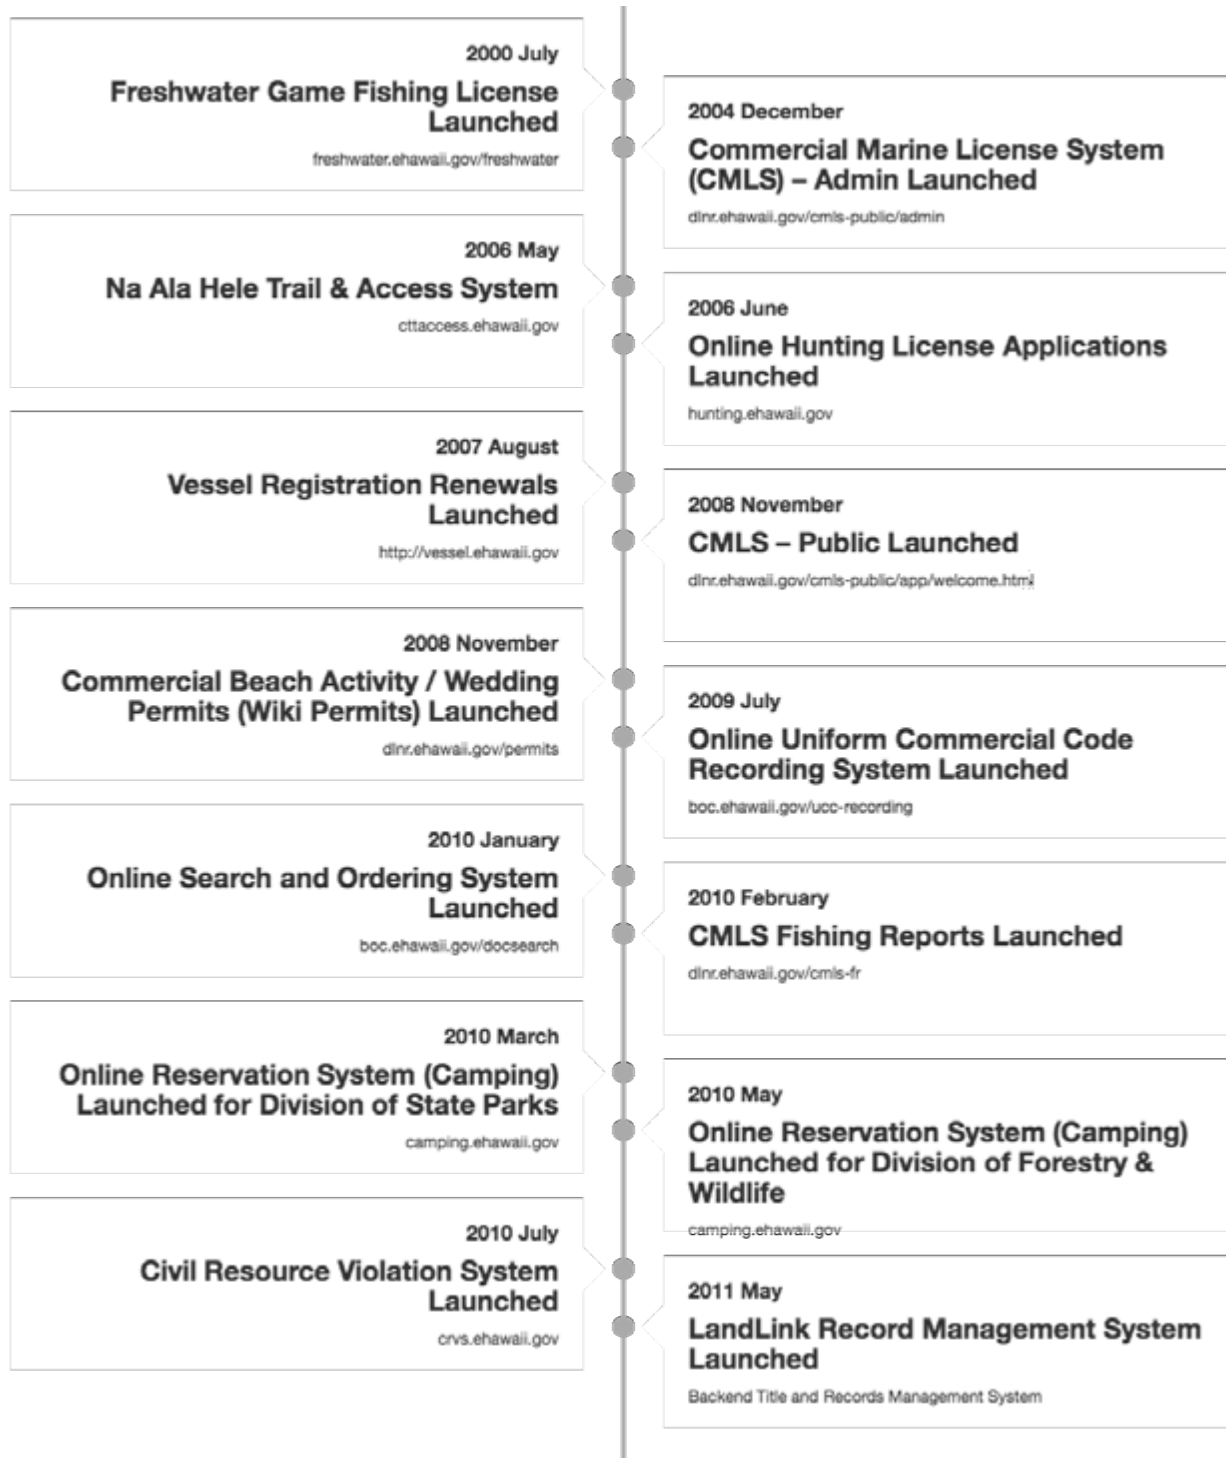 2000 July
Freshwater Game Fishing License
Launched
freshwater.ehawaii.gov/freshwater
2004 December
Commercial Marine License System
(CMLS) – Admin Launched
dlnr.ehawaii.gov/cmls-public/admin
2006 May
Na Ala Hele Trail & Access System
cttaccess.ehawaii.gov
2006 June
Online Hunting License Applications
Launched
hunting.ehawaii.gov
2007 August
Vessel Registration Renewals
Launched
http://vessel.ehawaii.gov
2008 November
CMLS – Public Launched
dlnr.ehawaii.gov/cmls-public/app/welcome.html
2008 November
Commercial Beach Activity / Wedding
Permits (Wiki Permits) Launched
dlnr.ehawaii.gov/permits
2009 July
Online Uniform Commercial Code
Recording System Launched
boc.ehawaii.gov/ucc-recording
2010 January
Online Search and Ordering System
Launched
boc.ehawaii.gov/docsearch
2010 February
CMLS Fishing Reports Launched
dlnr.ehawaii.gov/cmls-fr
2010 March
Online Reservation System (Camping)
Launched for Division of State Parks
camping.ehawaii.gov
2010 May
Online Reservation System (Camping)
Launched for Division of Forestry &
Wildlife
camping.ehawaii.gov
2010 July
Civil Resource Violation System
Launched
crvs.ehawaii.gov
2011 May
LandLink Record Management System
Launched
Backend Title and Records Management System